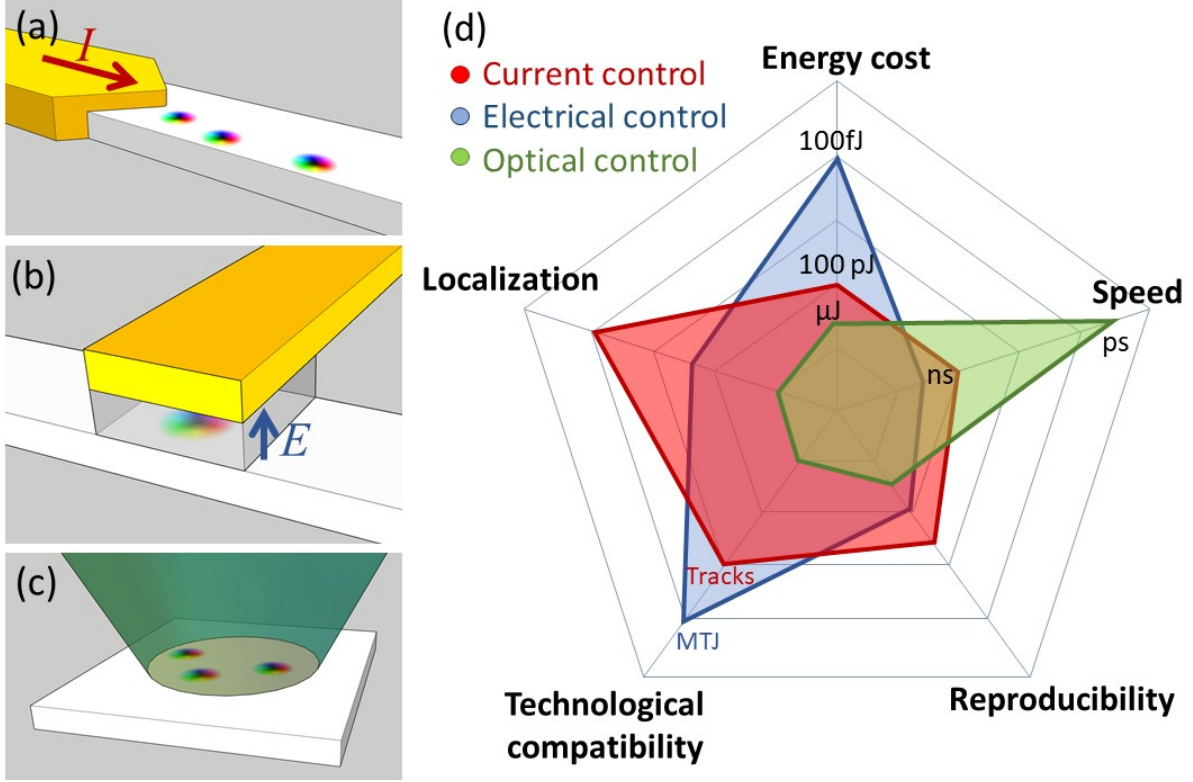 (a)
I
(b)
E
(c)
(d)
Current control
Electrical control
Optical control
Energy cost
100fJ
100 pJ
µJ
Localization
Speed
ps
ns
Tracks
MTJ
Technological
compatibility
Reproducibility